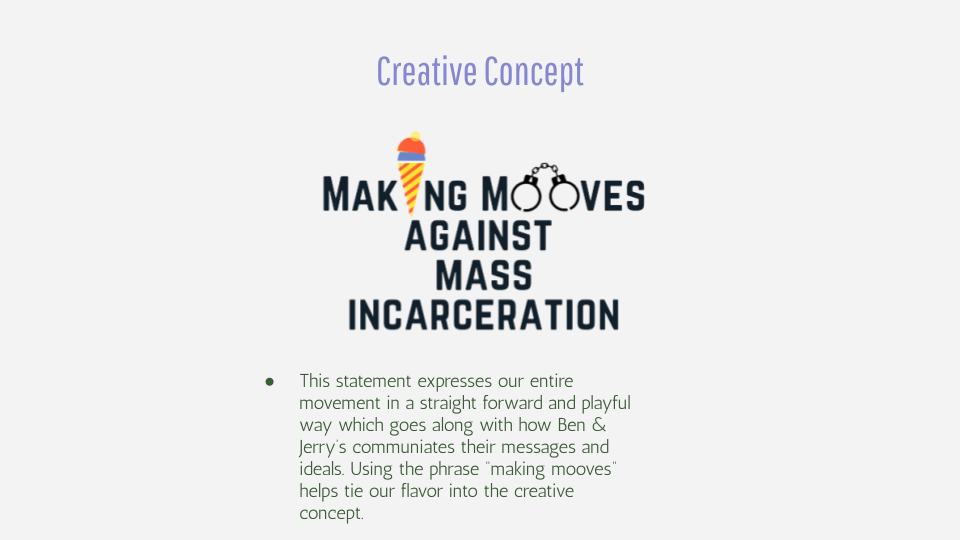 Creative Concept
MAKING MOOVES
AGAINST
MASS
INCARCERATION
● This statement expresses our entire
movement in a straight forward and playful
way which goes along with how Ben &
Jerry's communiates their messages and
ideals. Using the phrase "making mooves"
helps tie our flavor into the creative
concept.